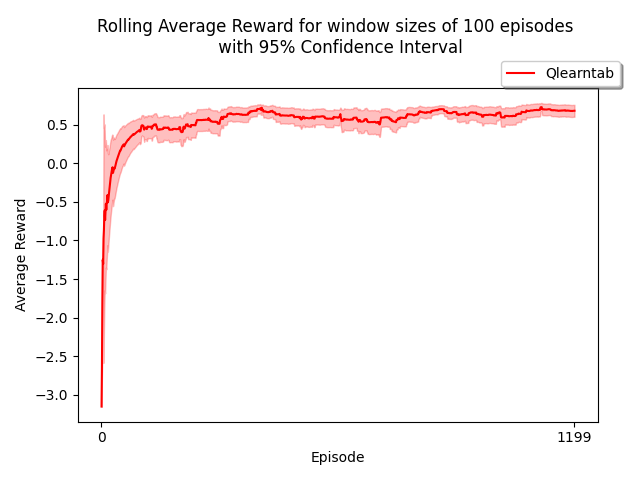 Rolling Average Reward for window sizes of 100 episodes
with 95% Confidence Interval
Qlearntab
0.5
0.0
−0.5
−1.0
−1.5
−2.0
−2.5
−3.0
Average Reward
0
1199
Episode